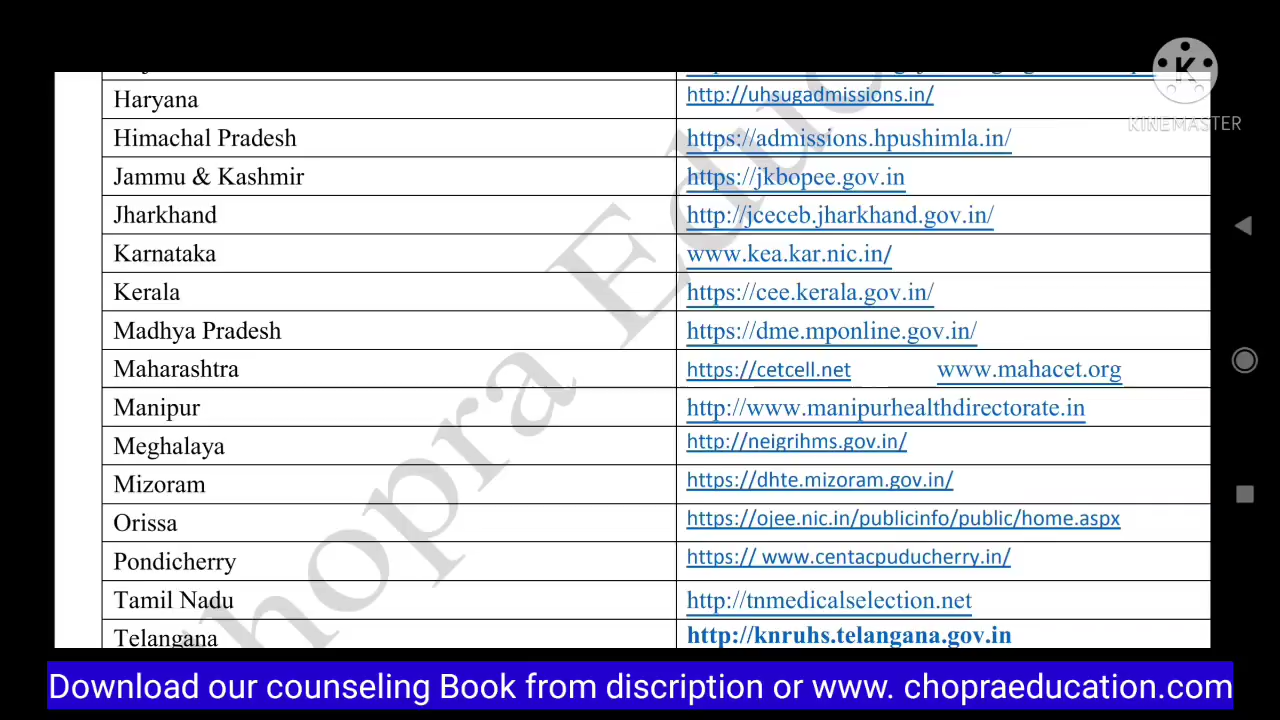 Haryana http://uhsugadmissions.in/
KINEMASTER
Himachal Pradesh https://admissions.hpushimla.in/
Jammu & Kashmir https://jkbopee.gov.in
Jharkhand http://jceceb.jharkhand.gov.in/
Karnataka www.kea.kar.nic.in/
Kerala https://cee.kerala.gov.in/
Madhya Pradesh https://dme.mponline.gov.in/
Maharashtra https://cetcell.net www.mahacet.org
Manipur http://www.manipurhealthdirectorate.in
Meghalaya http://neigrihms.gov.in/
Mizoram https://dhte.mizoram.gov.in/
Orissa https://ojee.nic.in/publicinfo/public/home.aspx
Pondicherry https:// www.centacpuducherry.in/
Tamil Nadu http://tnmedicalselection.net
Telangana http://knruhs.telangana.gov.in
Download our counseling Book from discription or www. chopraeducation.com